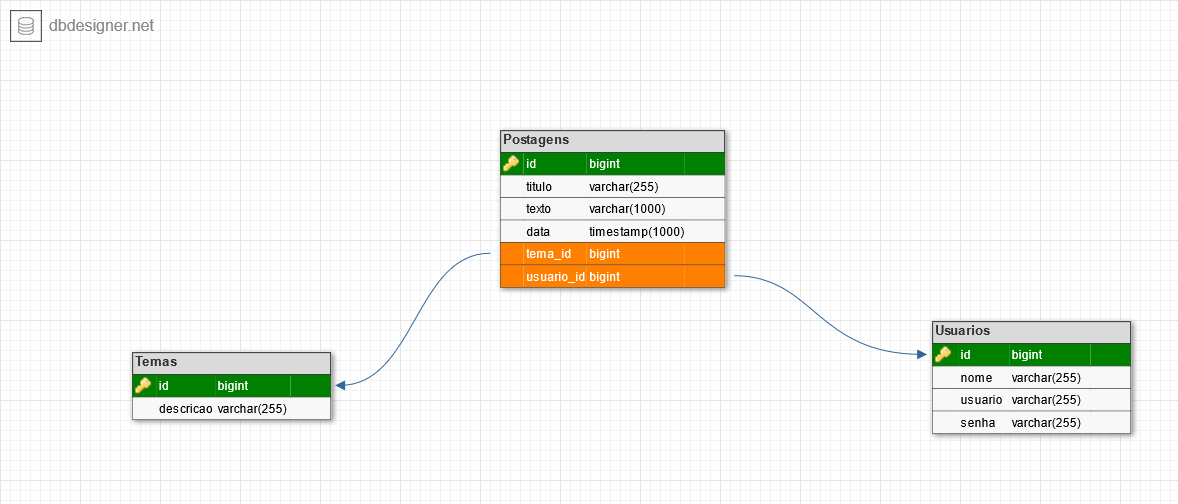 dbdesigner.net
Postagens
id bigint
titulo varchar(255)
texto varchar(1000)
data timestamp(1000)
tema_id bigint
usuario_id bigint
Temas
id bigint
descricao varchar(255)
Usuarios
id bigint
nome varchar(255)
usuario varchar(255)
senha varchar(255)